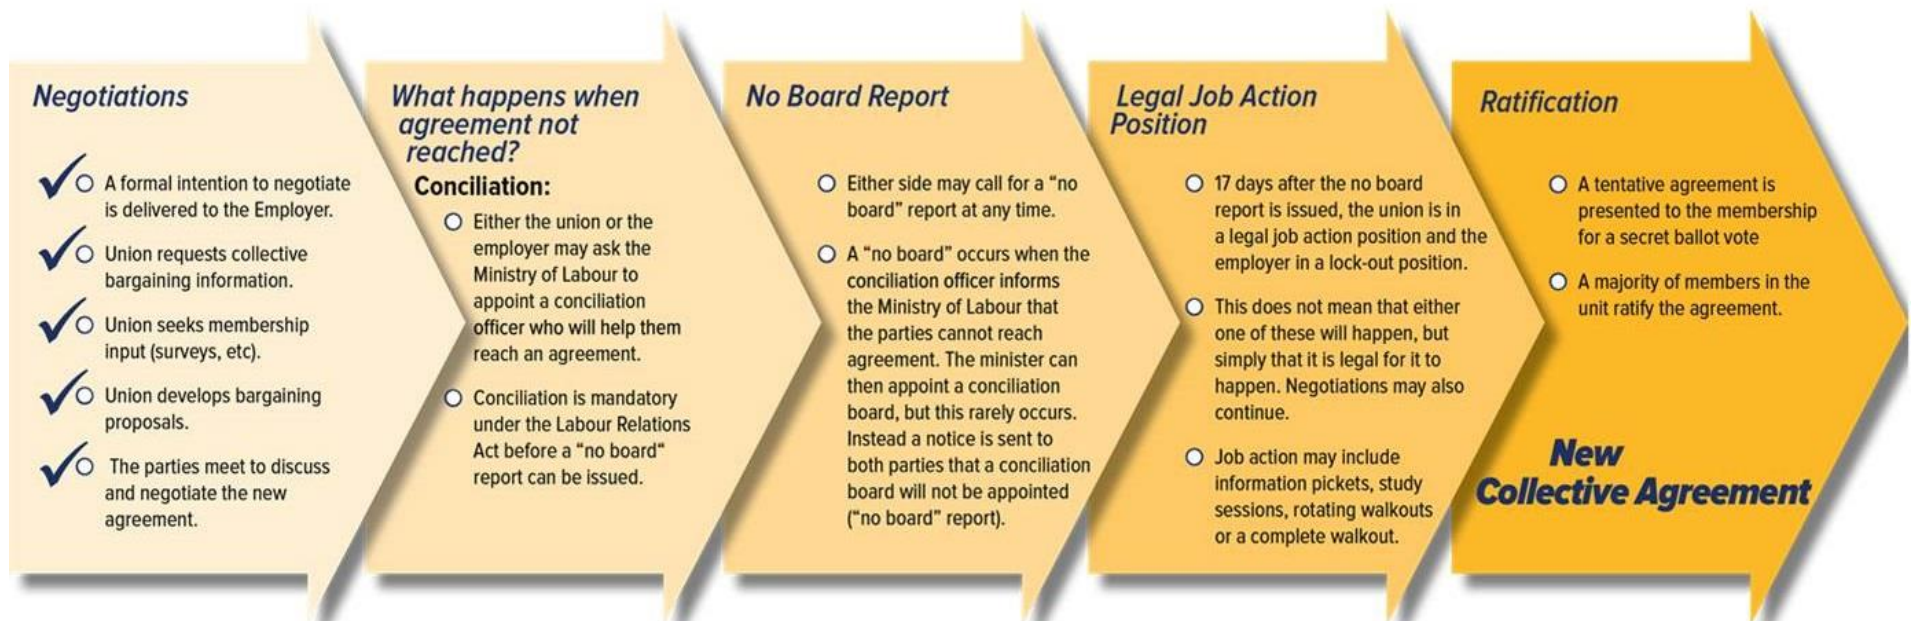 Negotiations
A formal intention to negotiate
is delivered to the Employer.
Union requests collective
bargaining information.
Union seeks membership
input (surveys, etc).
Union develops bargaining
proposals.
The parties meet to discuss
and negotiate the new
agreement.
What happens when
agreement not
reached?
Conciliation:
Either the union or the
employer may ask the
Ministry of Labour to
appoint a conciliation
officer who will help them
reach an agreement.
Conciliation is mandatory
under the Labour Relations
Act before a "no board"
report can be issued.
No Board Report
Either side may call for a "no
board" report at any time.
A "no board" occurs when the
conciliation officer informs
the Ministry of Labour that
the parties cannot reach
agreement. The minister can
then appoint a conciliation
board, but this rarely occurs.
Instead a notice is sent to
both parties that a conciliation
board will not be appointed
("no board" report).
Legal Job Action
Position
17 days after the no board
report is issued, the union is in
a legal job action position and the
employer in a lock-out position.
This does not mean that either
one of these will happen, but
simply that it is legal for it to
happen. Negotiations may also
continue.
Job action may include
information pickets, study
sessions, rotating walkouts
or a complete walkout.
Ratification
A tentative agreement is
presented to the membership
for a secret ballot vote
A majority of members in the
unit ratify the agreement.
New
Collective Agreement